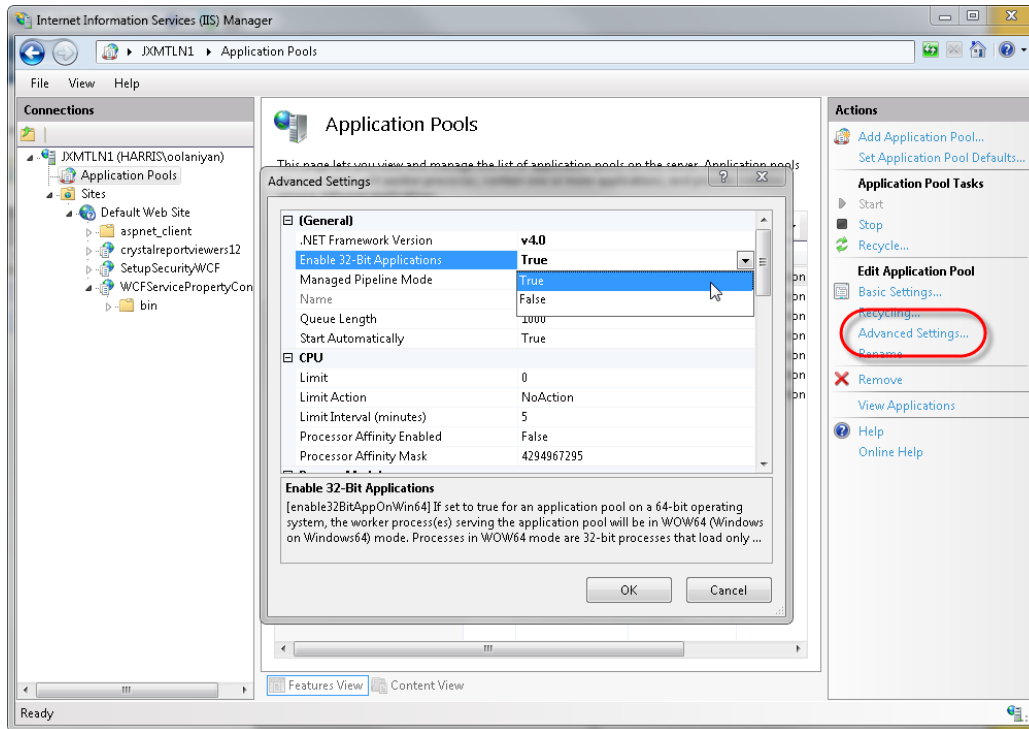 Internet Information Services (IIS) Manager
JXMTLN1 Application Pools
File View Help
Connections
JXMTLN1 (HARRIS\oolaniyan)
Application Pools
Sites
Default Web Site
aspnet_client
crystalreportviewers12
SetupSecurityWCF
WCFServicePropertyCon
bin
Application Pools
This page lets you view and manage the list of application pools on the server. Application pools
Advanced Settings
(General)
.NET Framework Version v4.0
Enable 32-Bit Applications True
Managed Pipeline Mode True
Name False
Queue Length 1000
Start Automatically True
CPU
Limit 0
Limit Action NoAction
Limit Interval (minutes) 5
Processor Affinity Enabled False
Processor Affinity Mask 4294967295
Enable 32-Bit Applications
[enable32BitAppOnWin64] If set to true for an application pool on a 64-bit operating
system, the worker process(es) serving the application pool will be in WOW64 (Windows
on Windows64) mode. Processes in WOW64 mode are 32-bit processes that load only ...
OK Cancel
on
on
on
on
on
on
on
Features View Content View
Actions
Add Application Pool...
Set Application Pool Defaults...
Application Pool Tasks
Start
Stop
Recycle...
Edit Application Pool
Basic Settings...
Recycling...
Advanced Settings...
Rename
Remove
View Applications
Help
Online Help
Ready